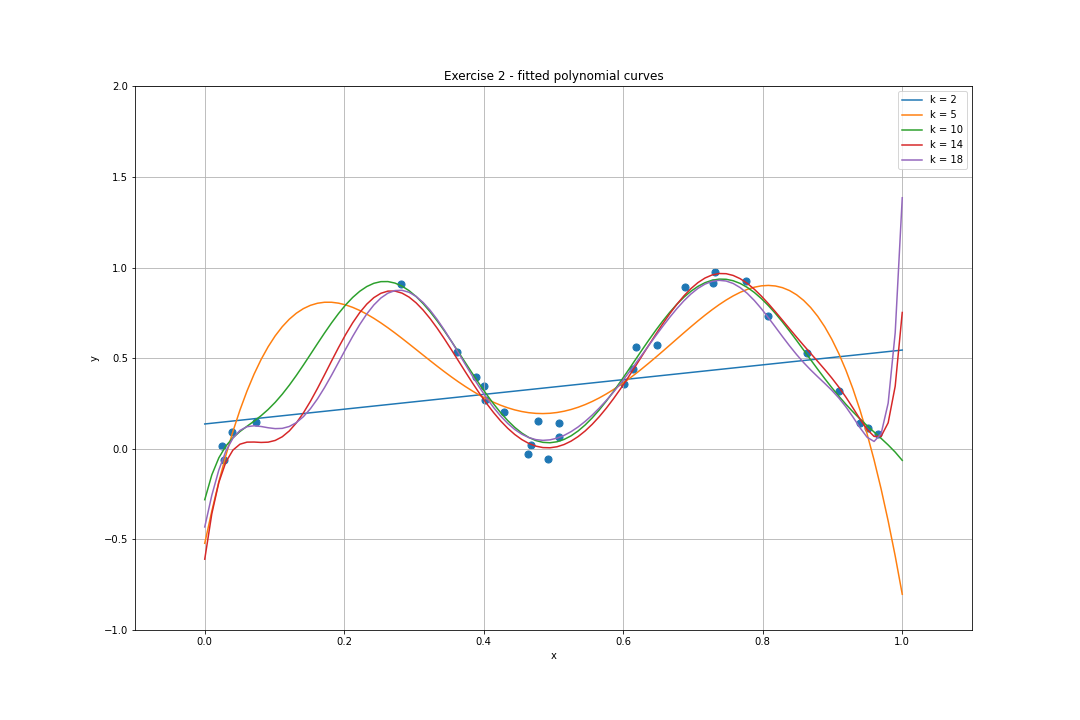 Exercise 2 - fitted polynomial curves
2.0
1.5
1.0
0.5
0.0
−0.5
−1.0
y
k = 2
k = 5
k = 10
k = 14
k = 18
0.0 0.2 0.4 0.6 0.8 1.0
x